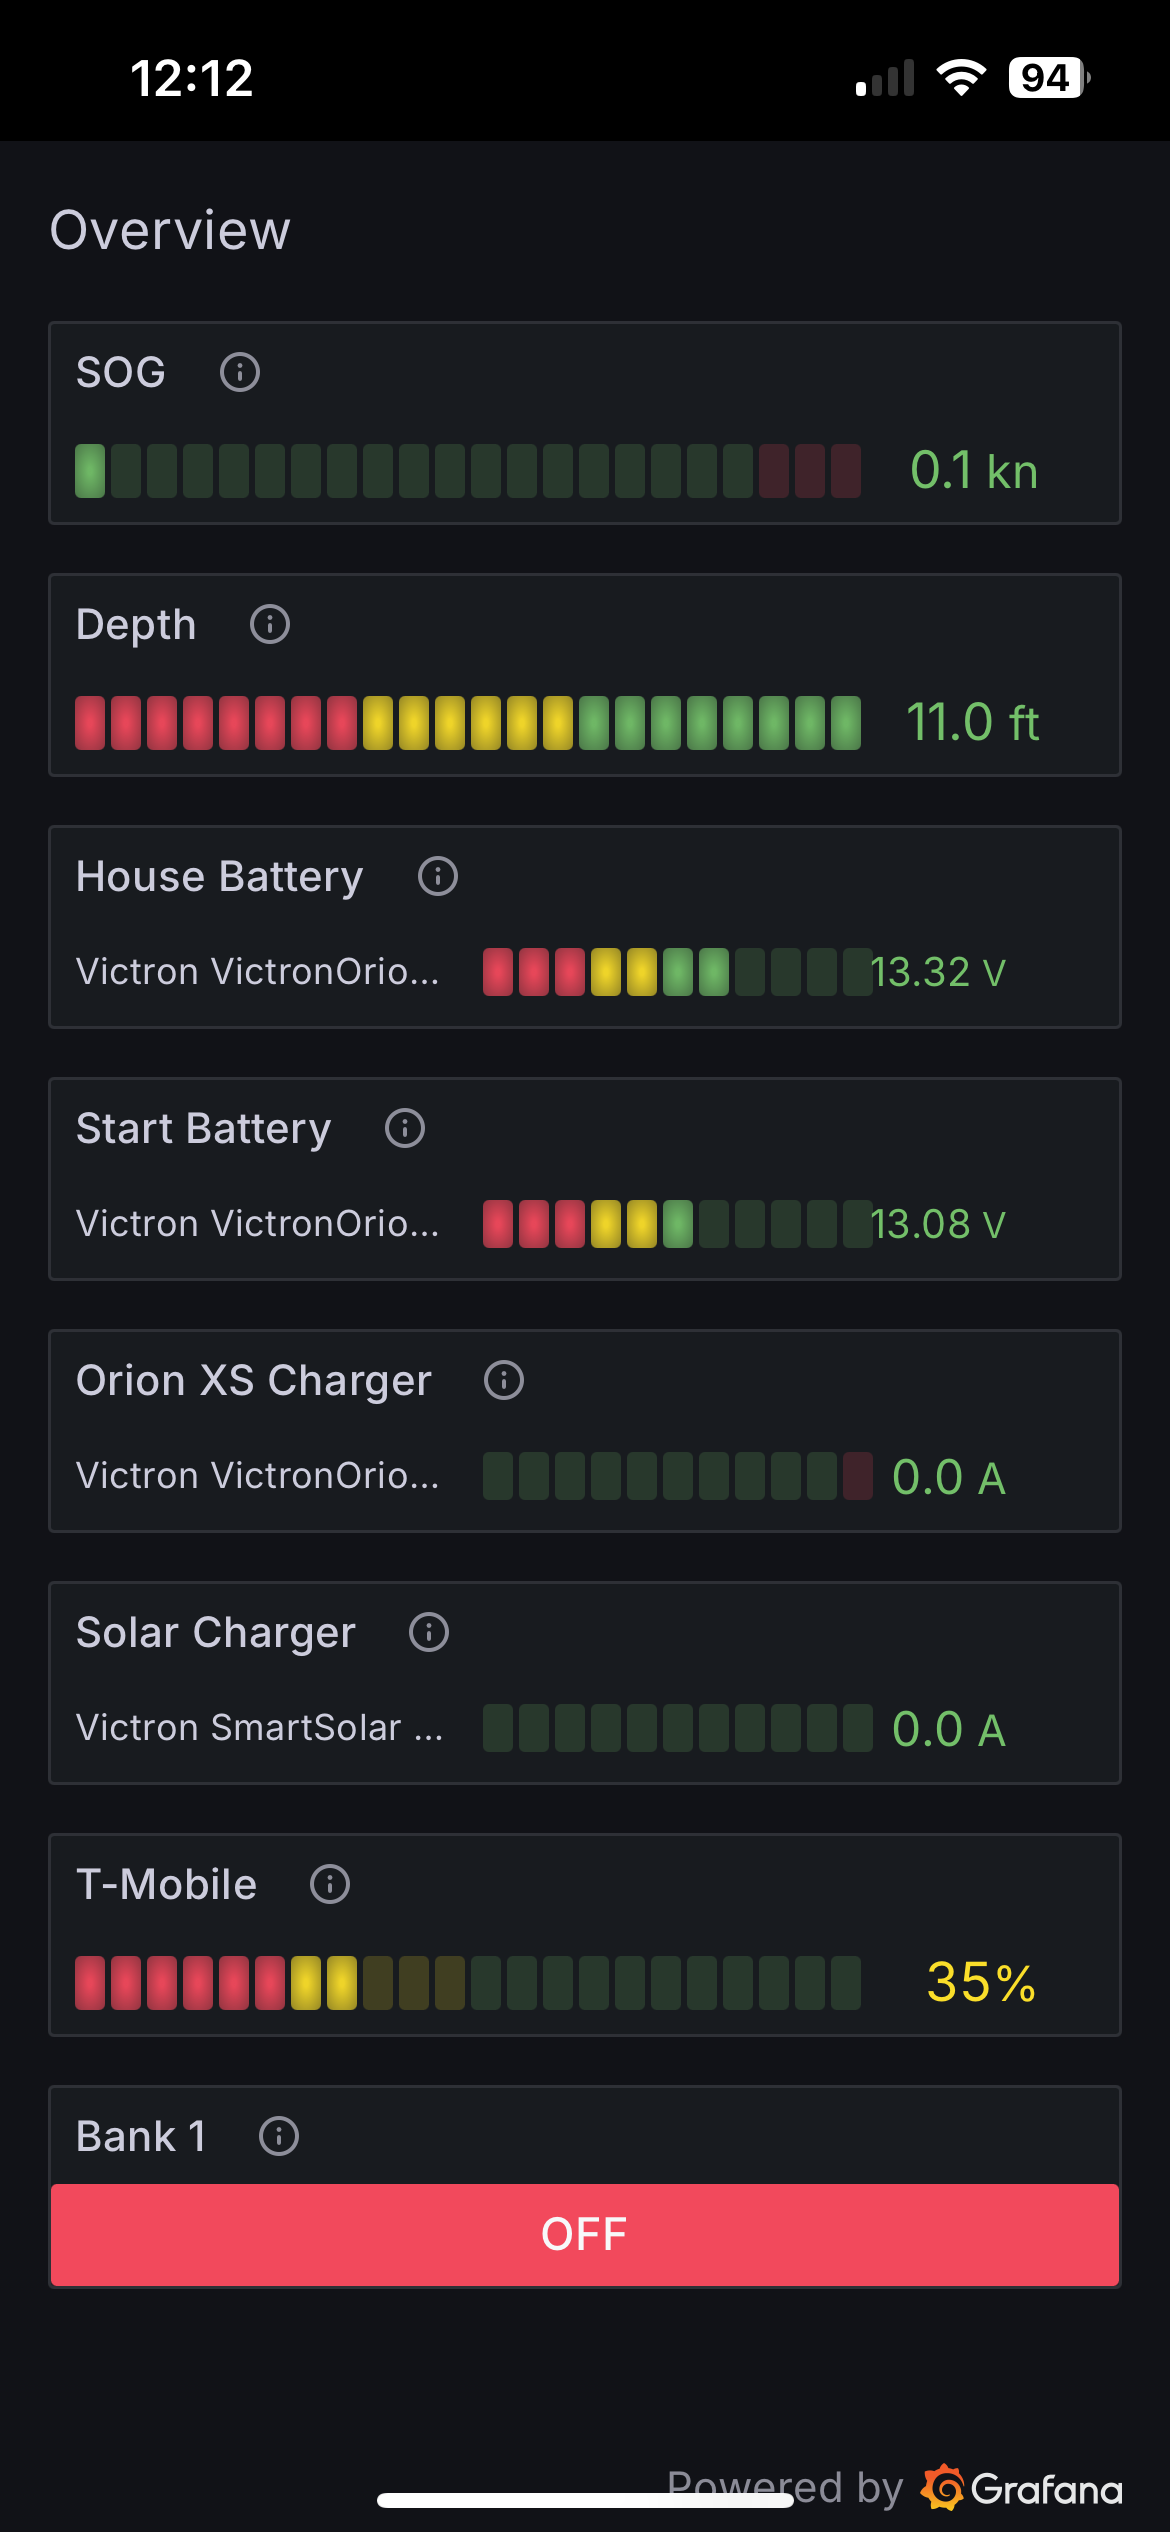 12:12
94
Overview
SOG
0.1 kn
Depth
11.0 ft
House Battery
Victron VictronOrio...
13.32 V
Start Battery
Victron VictronOrio...
13.08 V
Orion XS Charger
Victron VictronOrio...
0.0 A
Solar Charger
Victron SmartSolar ...
0.0 A
T-Mobile
35%
Bank 1
OFF
Powered by Grafana